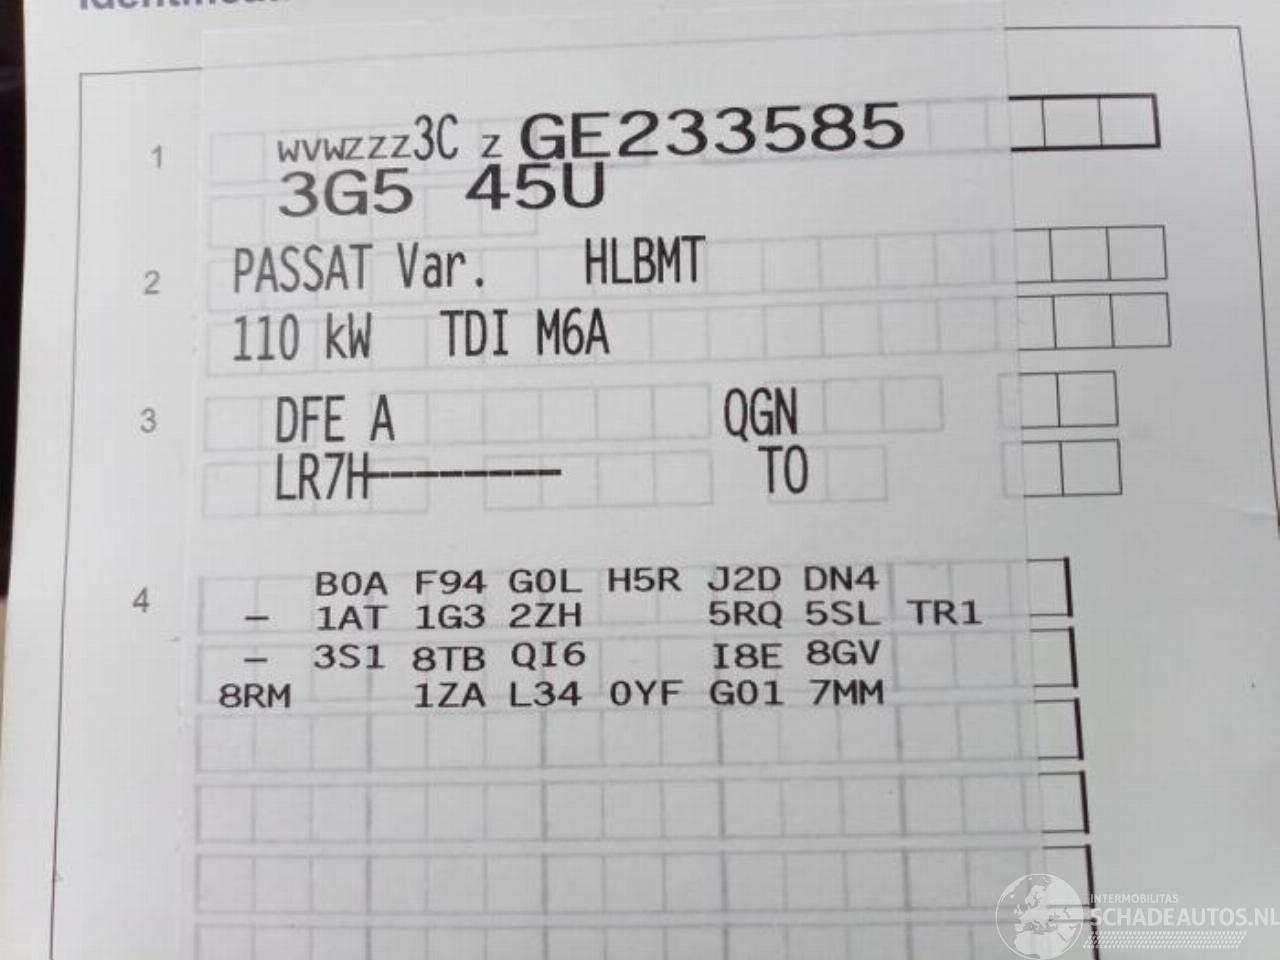 1 WVWZZZ3C Z GE233585
3G5 45U
2 PASSAT Var. HLBMT
110 kW TDI M6A
3 DFE A QGN
LR7H-------- TO
4 B0A F94 G0L H5R J2D DN4
– 1AT 1G3 2ZH 5RQ 5SL TR1
– 3S1 8TB QI6 I8E 8GV
8RM 1ZA L34 0YF G01 7MM
INTERMOBILITAS
SCHADEAUTOS.NL